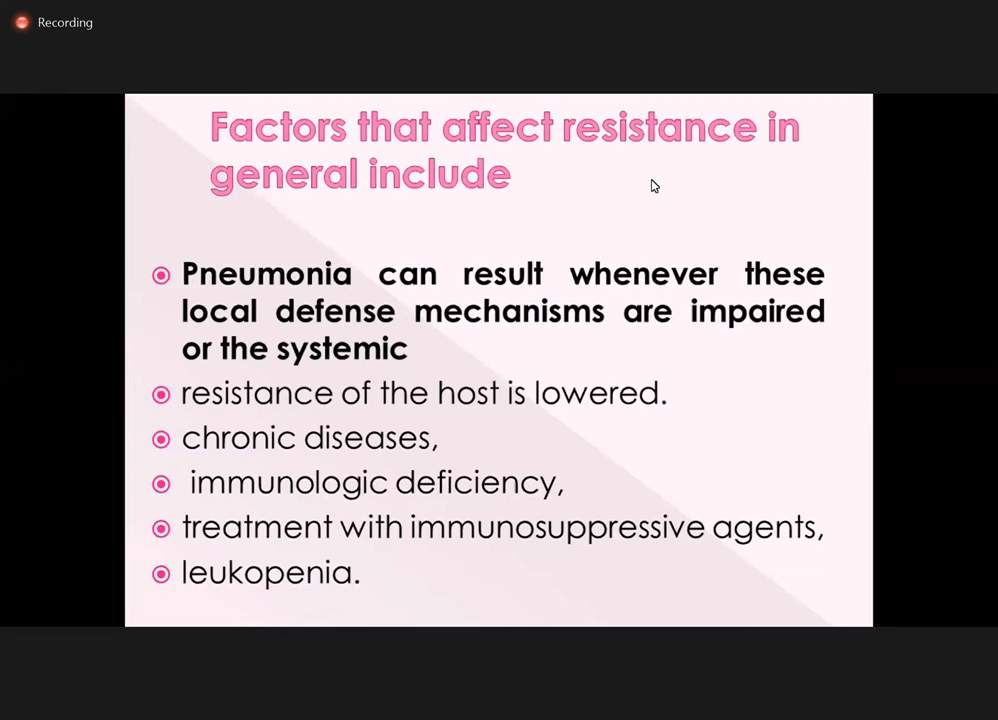 Recording
Factors that affect resistance in
general include
Pneumonia can result whenever these
local defense mechanisms are impaired
or the systemic
resistance of the host is lowered.
chronic diseases,
immunologic deficiency,
treatment with immunosuppressive agents,
leukopenia.